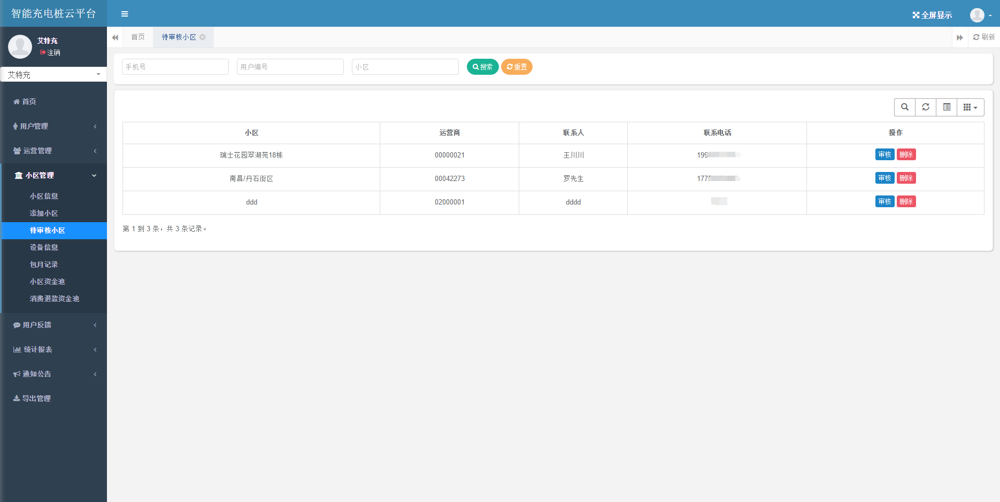 智能充电桩云平台
全屏显示
艾特充
注销
艾特充
首页
待审核小区
刷新
手机号
用户编号
小区
搜索
重置
首页
用户管理
运营管理
小区管理
小区信息
添加小区
待审核小区
设备信息
包月记录
小区资金池
消费退款资金池
用户反馈
统计报表
通知公告
导出管理
小区 运营商 联系人 联系电话 操作
瑞士花园翠湖苑18栋 00000021 王川川 199 审核 删除
南昌/丹石街区 00042273 罗先生 1775 审核 删除
ddd 02000001 dddd 审核 删除
第 1 到 3 条，共 3 条记录。